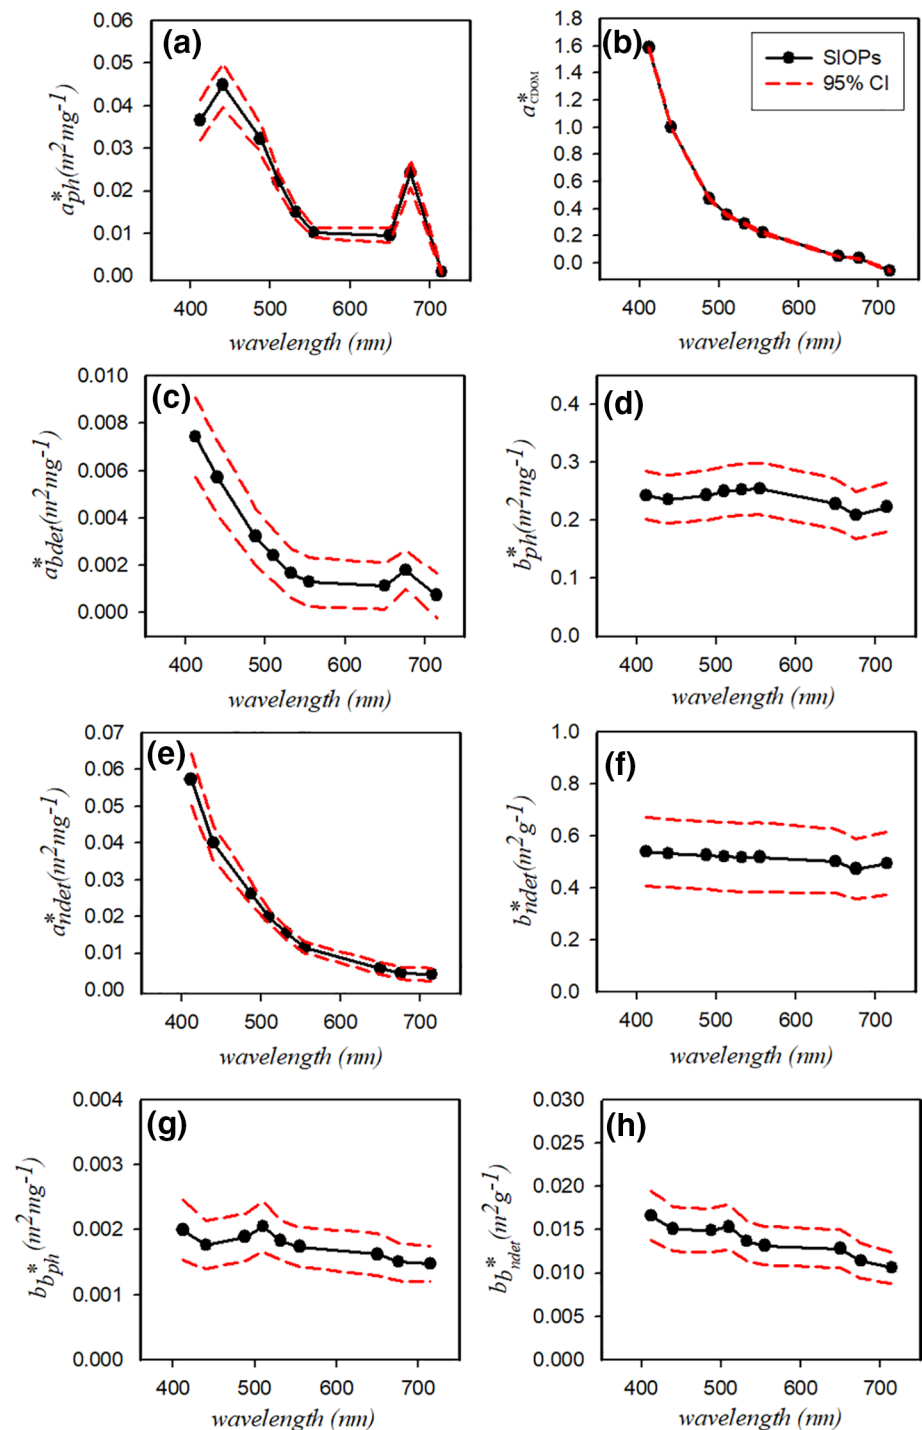 (a)
0.06
0.05
0.04
0.03
0.02
0.01
0.00
a*ph(m²mg⁻¹)
400 500 600 700
wavelength (nm)
(b)
1.8
1.6
1.4
1.2
1.0
0.8
0.6
0.4
0.2
0.0
a*CDOM
SIOPs
95% CI
400 500 600 700
wavelength (nm)
(c)
0.010
0.008
0.006
0.004
0.002
0.000
a*bdet(m²mg⁻¹)
400 500 600 700
wavelength (nm)
(d)
0.4
0.3
0.2
0.1
0.0
b*ph(m²mg⁻¹)
400 500 600 700
wavelength (nm)
(e)
0.07
0.06
0.05
0.04
0.03
0.02
0.01
0.00
a*ndet(m²mg⁻¹)
400 500 600 700
wavelength (nm)
(f)
1.0
0.8
0.6
0.4
0.2
0.0
b*ndet(m²g⁻¹)
400 500 600 700
wavelength (nm)
(g)
0.004
0.003
0.002
0.001
0.000
bb*ph (m²mg⁻¹)
400 500 600 700
wavelength (nm)
(h)
0.030
0.025
0.020
0.015
0.010
0.005
0.000
bb*ndet (m²g⁻¹)
400 500 600 700
wavelength (nm)